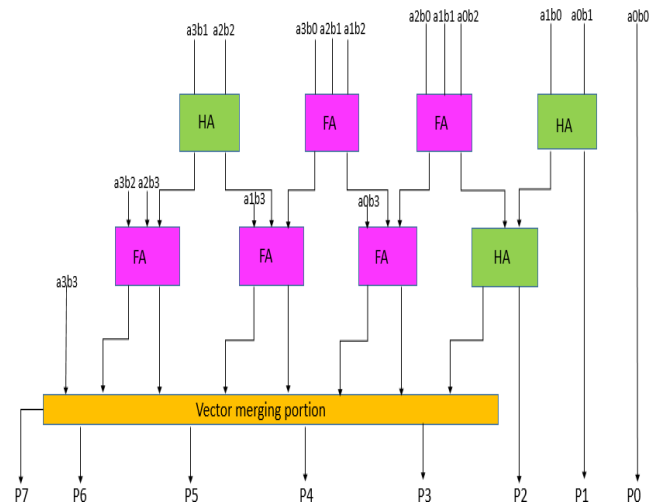 a3b1 a2b2 a3b0 a2b1 a1b2 a2b0 a1b1 a0b2 a1b0 a0b1 a0b0
HA FA FA HA
a3b2 a2b3 a1b3 a0b3
FA FA FA HA
a3b3
Vector merging portion
P7 P6 P5 P4 P3 P2 P1 P0